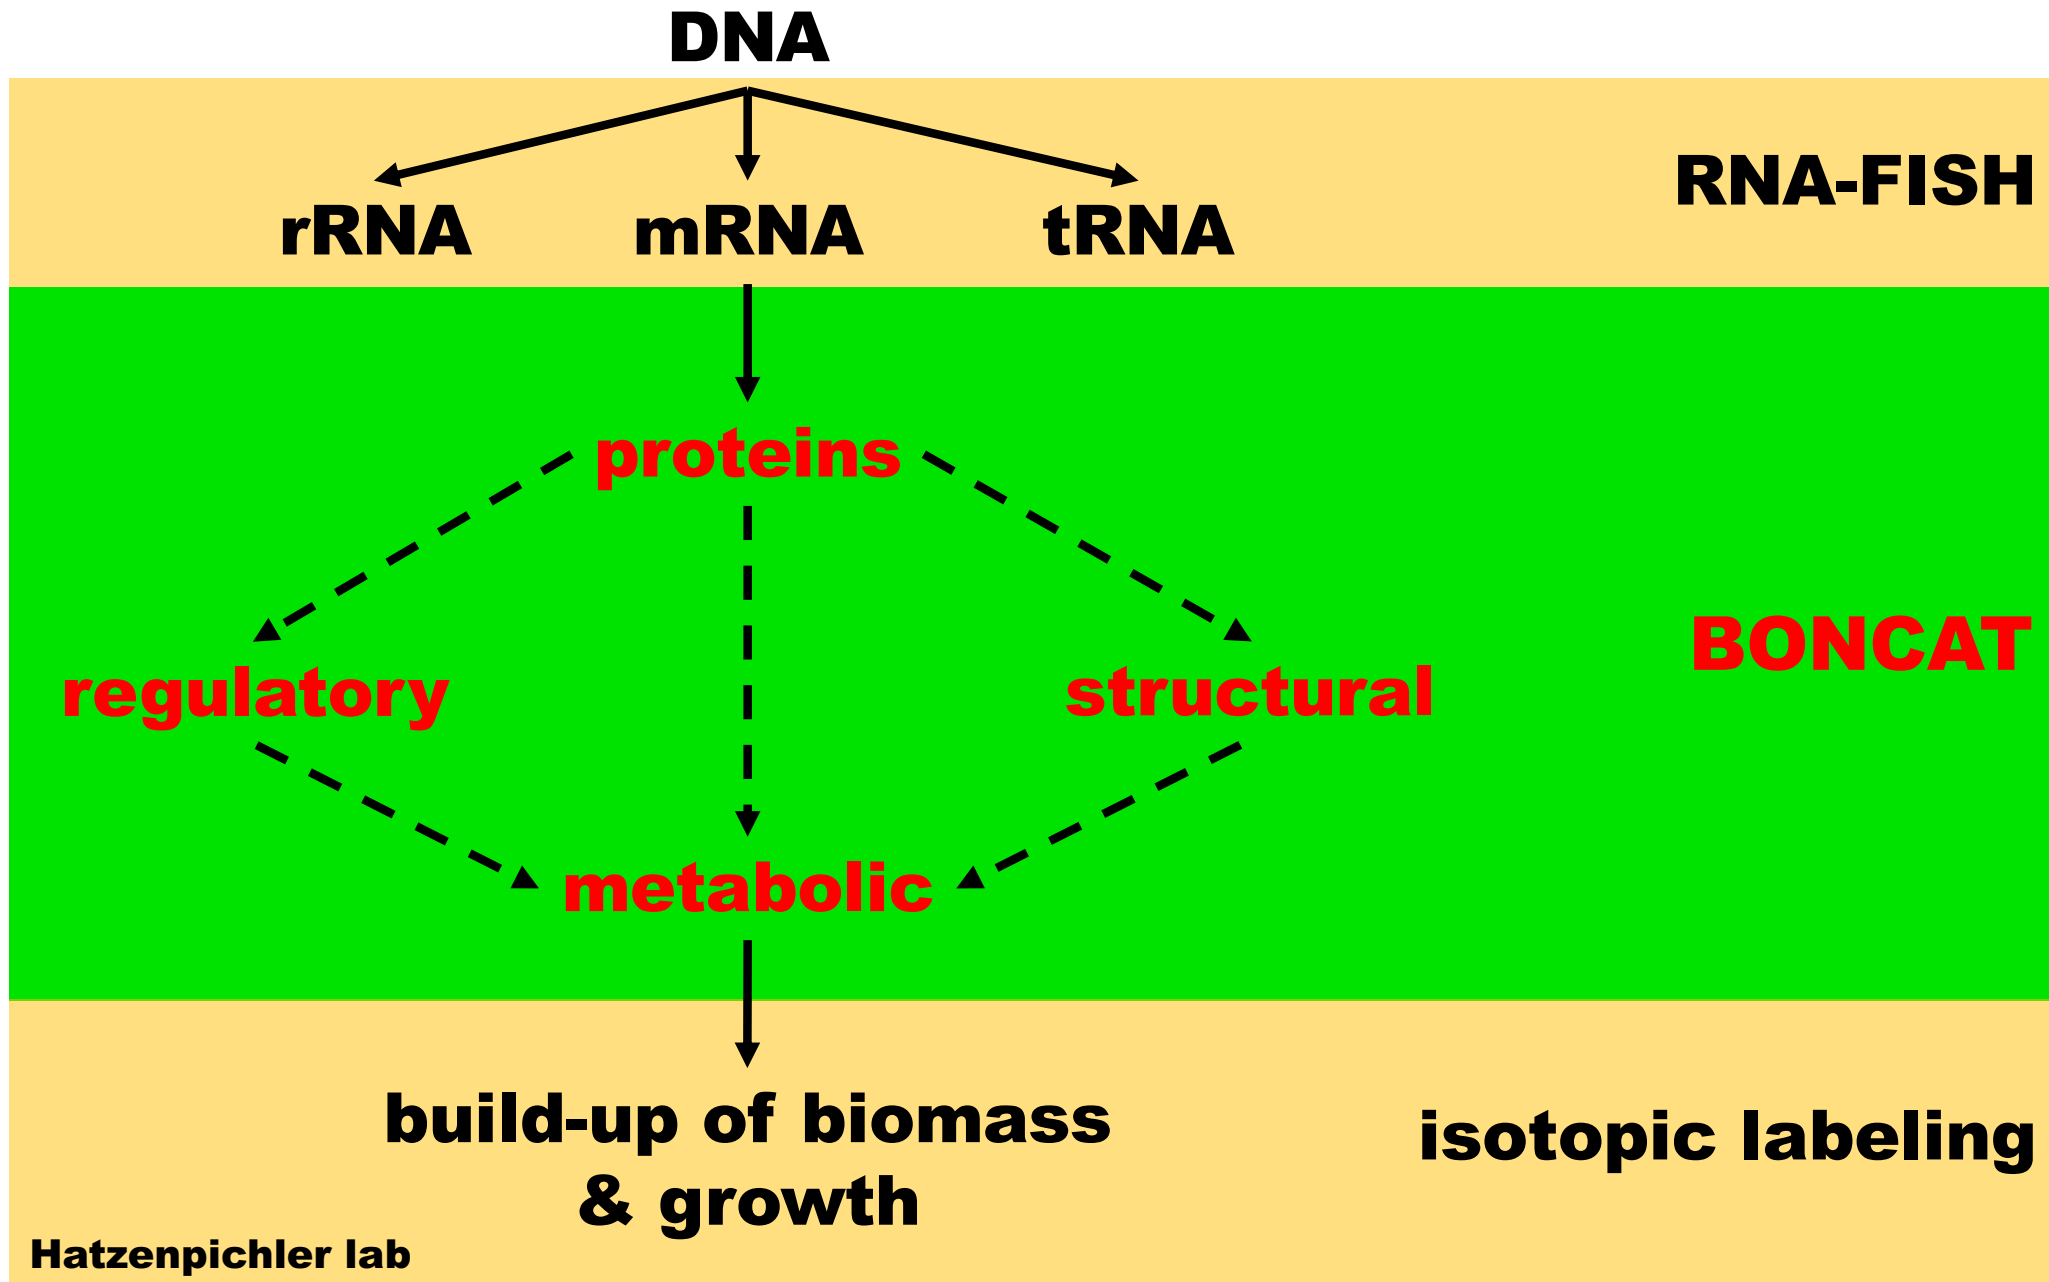 DNA
RNA-FISH
rRNA mRNA tRNA
proteins
BONCAT
regulatory structural
metabolic
build-up of biomass
isotopic labeling
& growth
Hatzenpichler lab